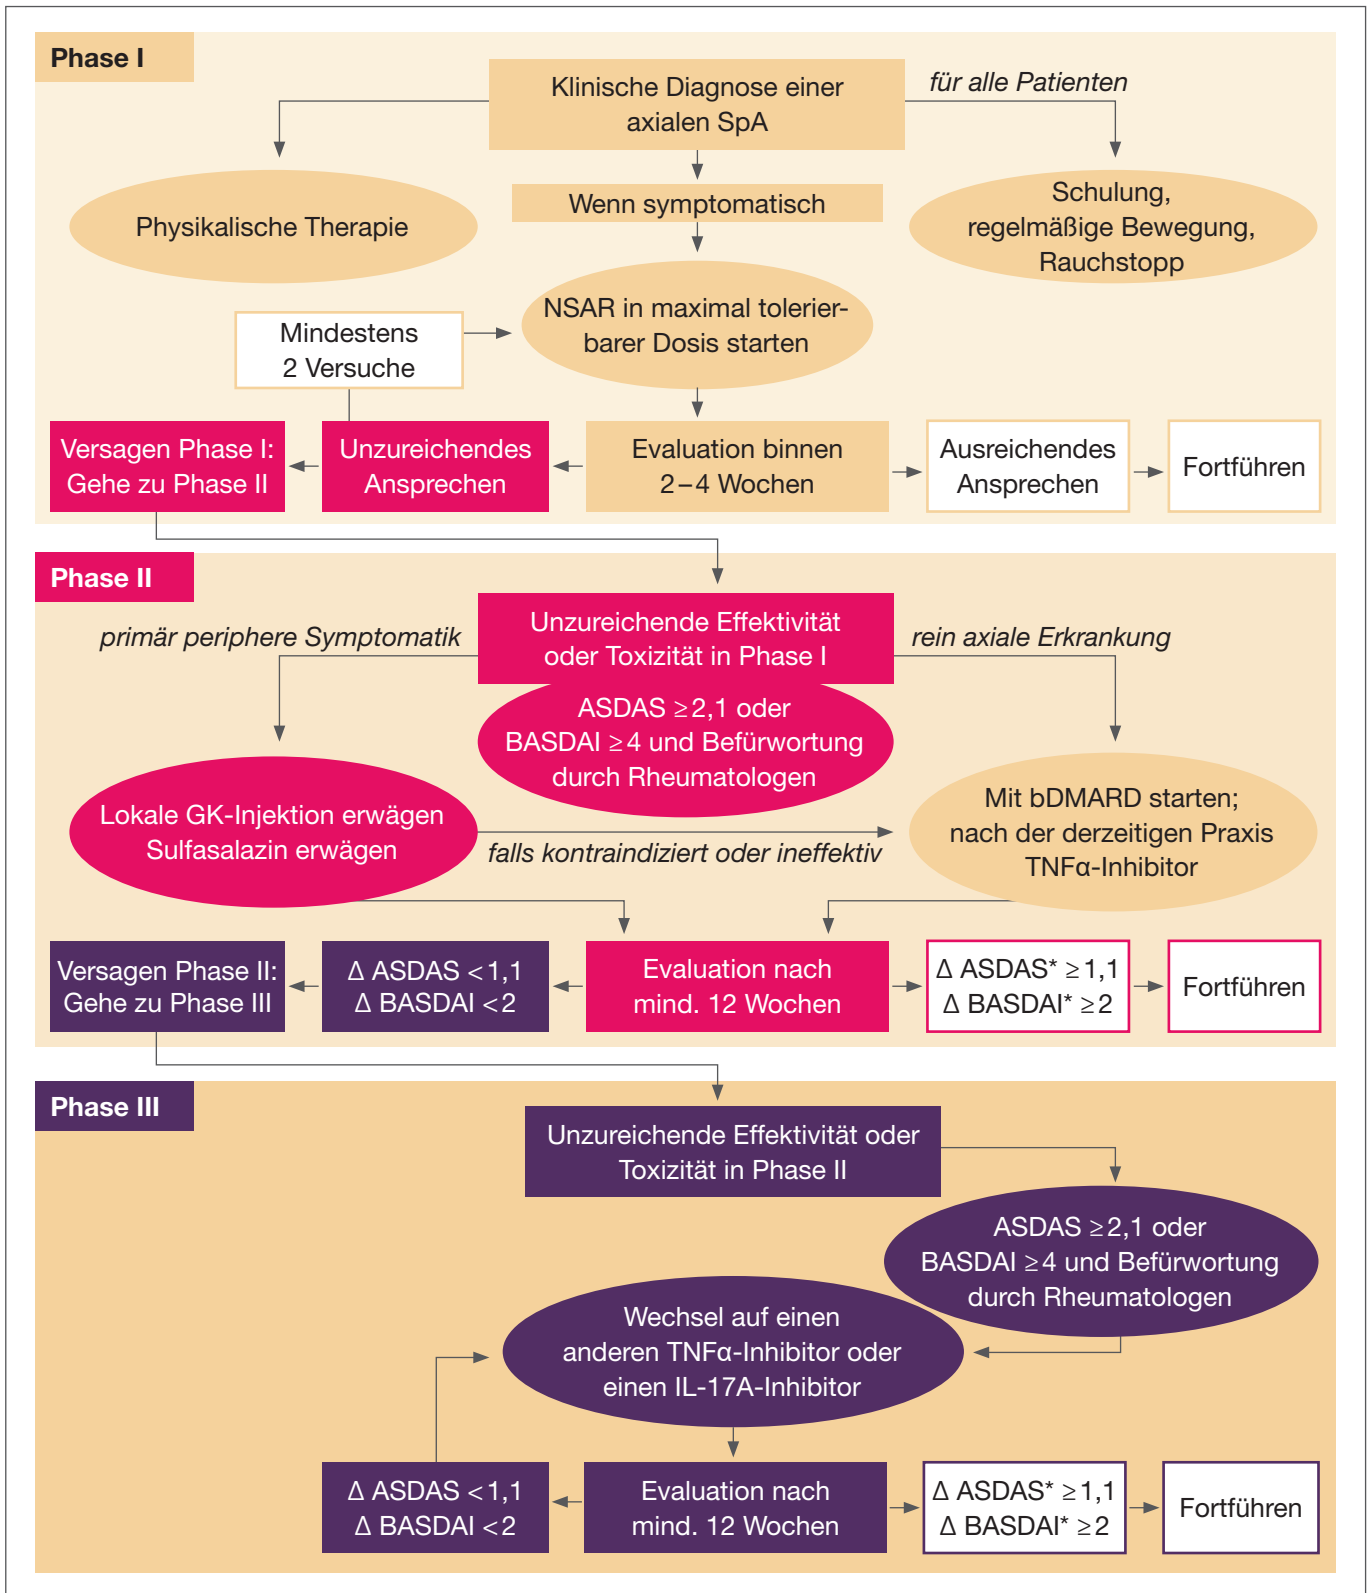 Phase I
Klinische Diagnose einer
axialen SpA
für alle Patienten
Physikalische Therapie
Wenn symptomatisch
Schulung,
regelmäßige Bewegung,
Rauchstopp
NSAR in maximal tolerier-
barer Dosis starten
Mindestens
2 Versuche
Versagen Phase I:
Gehe zu Phase II
Unzureichendes
Ansprechen
Evaluation binnen
2–4 Wochen
Ausreichendes
Ansprechen
Fortführen
Phase II
primär periphere Symptomatik
Unzureichende Effektivität
oder Toxizität in Phase I
rein axiale Erkrankung
ASDAS ≥2,1 oder
BASDAI ≥4 und Befürwortung
durch Rheumatologen
Lokale GK-Injektion erwägen
Sulfasalazin erwägen
falls kontraindiziert oder ineffektiv
Mit bDMARD starten;
nach der derzeitigen Praxis
TNFα-Inhibitor
Versagen Phase II:
Gehe zu Phase III
Δ ASDAS <1,1
Δ BASDAI <2
Evaluation nach
mind. 12 Wochen
Δ ASDAS* ≥1,1
Δ BASDAI* ≥2
Fortführen
Phase III
Unzureichende Effektivität oder
Toxizität in Phase II
ASDAS ≥2,1 oder
BASDAI ≥4 und Befürwortung
durch Rheumatologen
Wechsel auf einen
anderen TNFα-Inhibitor oder
einen IL-17A-Inhibitor
Δ ASDAS <1,1
Δ BASDAI <2
Evaluation nach
mind. 12 Wochen
Δ ASDAS* ≥1,1
Δ BASDAI* ≥2
Fortführen